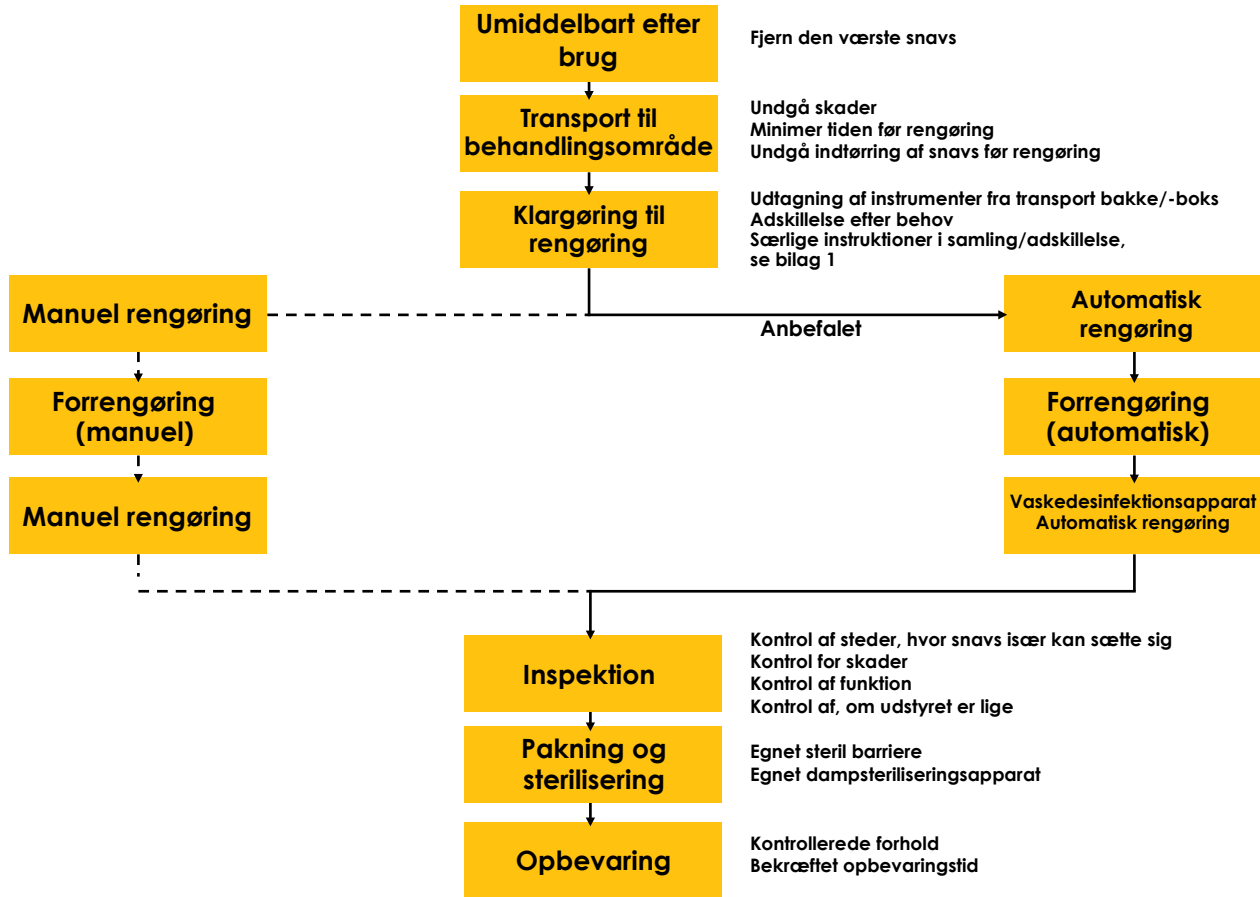 Umiddelbart efter
brug
Fjern den værste snavs
Transport til
behandlingsområde
Undgå skader
Minimer tiden før rengøring
Undgå indtørring af snavs før rengøring
Klargøring til
rengøring
Udtagning af instrumenter fra transport bakke/-boks
Adskillelse efter behov
Særlige instruktioner i samling/adskillelse,
se bilag 1
Manuel rengøring
Anbefalet
Automatisk
rengøring
Forrengøring
(manuel)
Forrengøring
(automatisk)
Manuel rengøring
Vaskedesinfektionsapparat
Automatisk rengøring
Inspektion
Kontrol af steder, hvor snavs især kan sætte sig
Kontrol for skader
Kontrol af funktion
Kontrol af, om udstyret er lige
Pakning og
sterilisering
Egnet steril barriere
Egnet dampsteriliseringsapparat
Opbevaring
Kontrollerede forhold
Bekræftet opbevaringstid